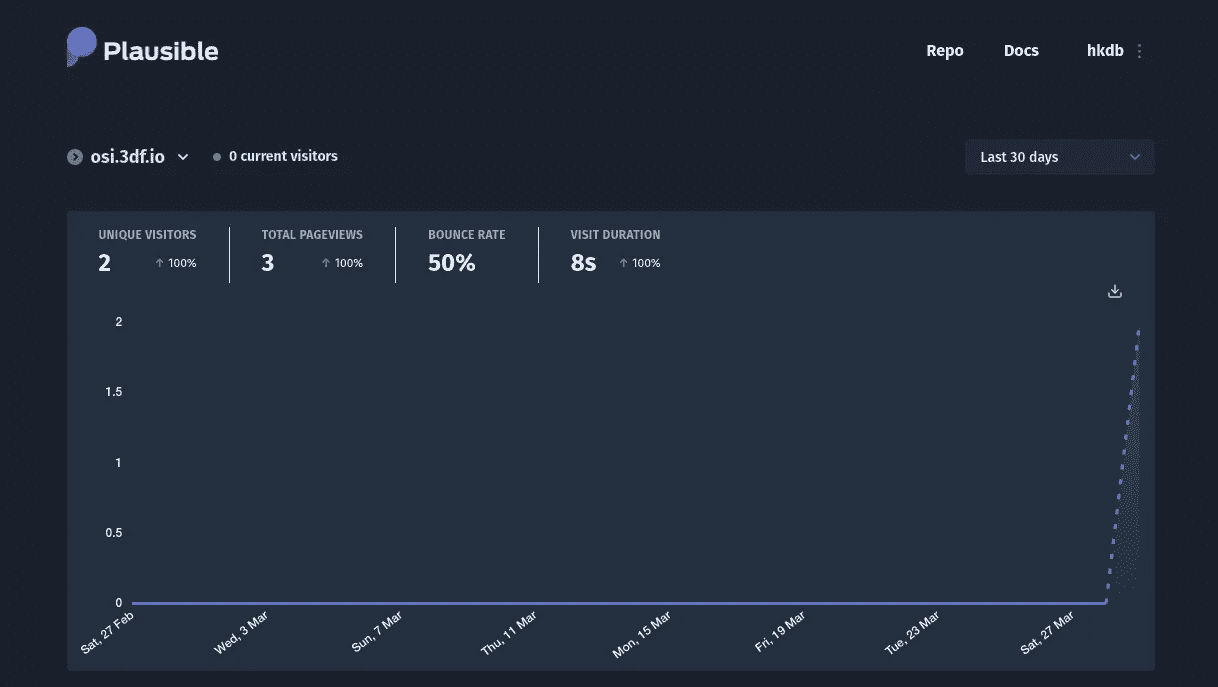 Plausible
Repo Docs hkdb
osi.3df.io 0 current visitors Last 30 days
UNIQUE VISITORS TOTAL PAGEVIEWS BOUNCE RATE VISIT DURATION
2 ↑ 100% 3 ↑ 100% 50% 8s ↑ 100%
2
1.5
1
0.5
0
Sat, 27 Feb Wed, 3 Mar Sun, 7 Mar Thu, 11 Mar Mon, 15 Mar Fri, 19 Mar Tue, 23 Mar Sat, 27 Mar